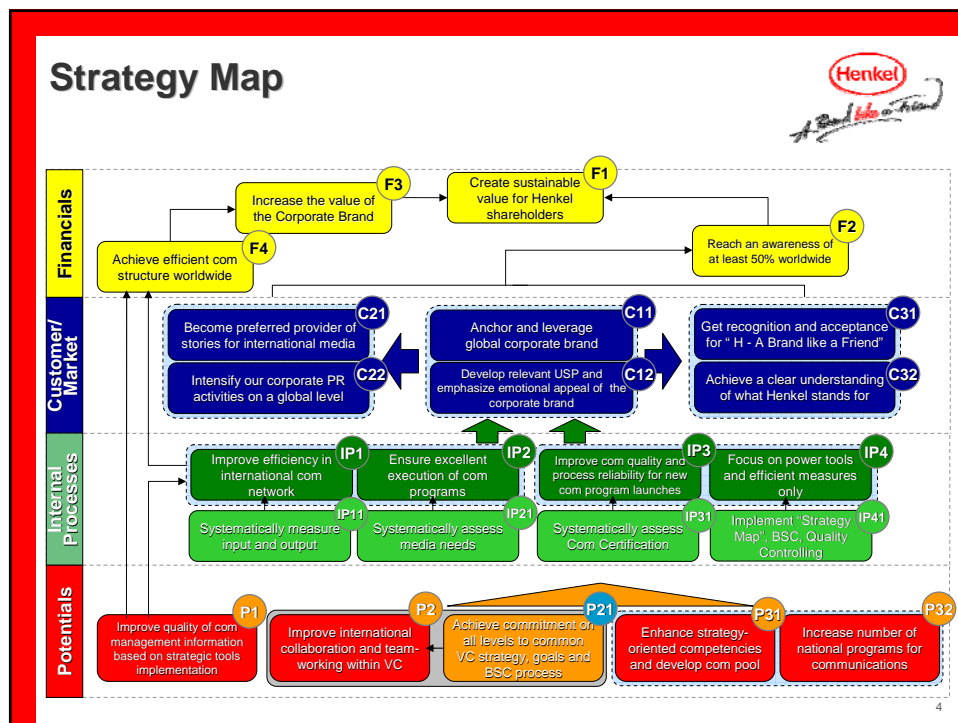 Strategy Map
Henkel
A Brand like a Friend
Financials
F3
Increase the value of
the Corporate Brand
F1
Create sustainable
value for Henkel
shareholders
F4
Achieve efficient com
structure worldwide
F2
Reach an awareness of
at least 50% worldwide
Customer/
Market
C21
Become preferred provider of
stories for international media
C22
Intensify our corporate PR
activities on a global level
C11
Anchor and leverage
global corporate brand
C12
Develop relevant USP and
emphasize emotional appeal of the
corporate brand
C31
Get recognition and acceptance
for “ H - A Brand like a Friend”
C32
Achieve a clear understanding
of what Henkel stands for
Internal
Processes
IP1
Improve efficiency in
international com
network
IP2
Ensure excellent
execution of com
programs
IP3
Improve com quality and
process reliability for new
com program launches
IP4
Focus on power tools
and efficient measures
only
IP11
Systematically measure
input and output
IP21
Systematically assess
media needs
IP31
Systematically assess
Com Certification
IP41
Implement “Strategy
Map”, BSC, Quality
Controlling
Potentials
P1
Improve quality of com
management information
based on strategic tools
implementation
P2
Improve international
collaboration and team-
working within VC
P21
Achieve commitment on
all levels to common
VC strategy, goals and
BSC process
P31
Enhance strategy-
oriented competencies
and develop com pool
P32
Increase number of
national programs for
communications
4